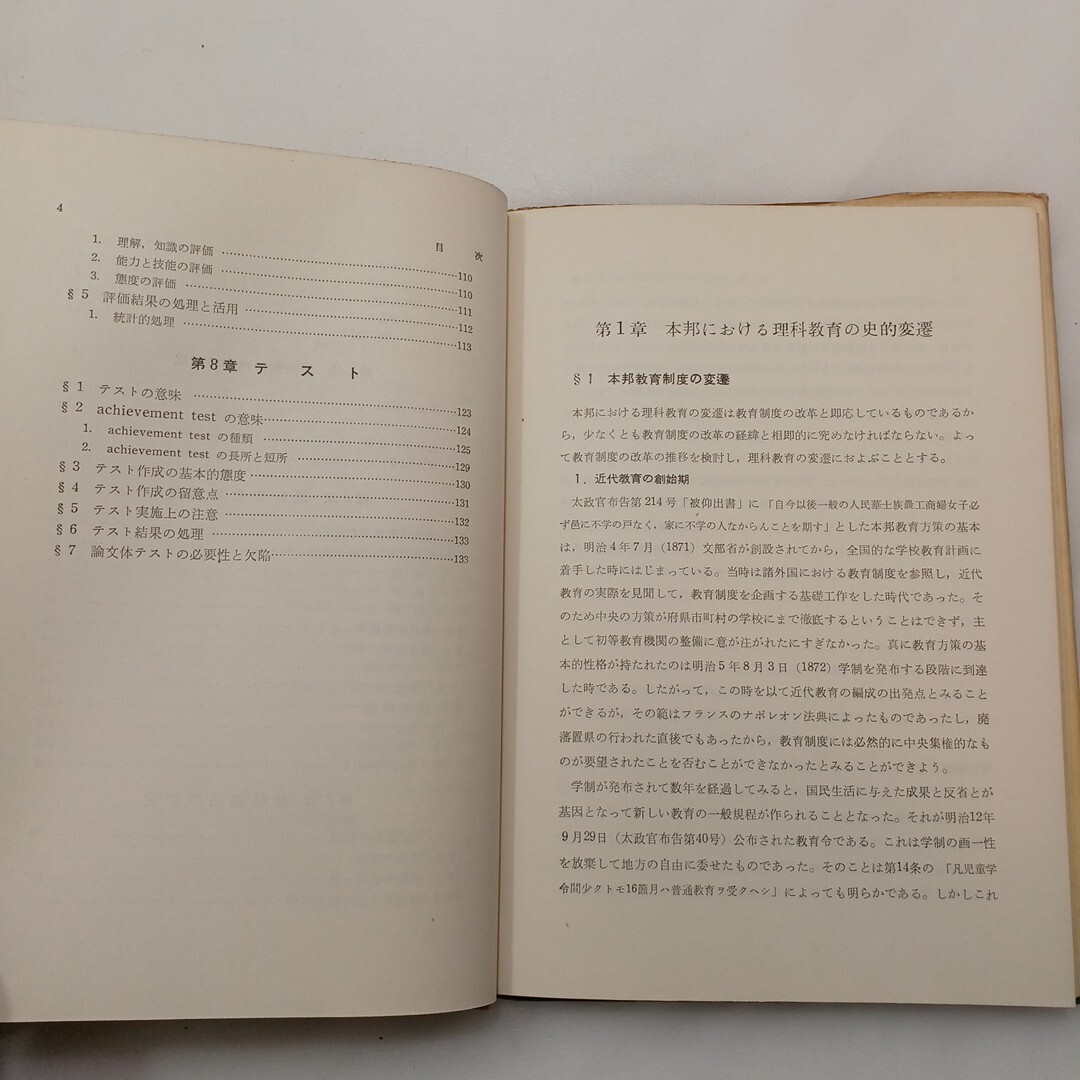 4
目 次
1. 理解，知識の評価 …… 110
2. 能力と技能の評価 …… 110
3. 態度の評価 …… 111
§5 評価結果の処理と活用 …… 112
1. 統計的処理 …… 113
第8章 テスト
§1 テストの意味 …… 123
§2 achievement test の意味 …… 124
1. achievement test の種類 …… 125
2. achievement test の長所と短所 …… 129
§3 テスト作成の基本的態度 …… 130
§4 テスト作成の留意点 …… 131
§5 テスト実施上の注意 …… 132
§6 テスト結果の処理 …… 133
§7 論文体テストの必要性と欠陥 …… 133
第1章 本邦における理科教育の史的変遷
§1 本邦教育制度の変遷
本邦における理科教育の変遷は教育制度の改革と即応しているものであるか
ら，少なくとも教育制度の改革の経緯と相即的に究めなければならない。よっ
て教育制度の改革の推移を検討し，理科教育の変遷におよぶこととする。
1．近代教育の創始期
太政官布告第214号「被仰出書」に「自今以後一般の人民華士族農工商婦女子必
ず邑に不学の戸なく，家に不学の人なからんことを期す」とした本邦教育方策の基本
は，明治4年7月（1871）文部省が創設されてから，全国的な学校教育計画に
着手した時にはじまっている。当時は諸外国における教育制度を参照し，近代
教育の実際を見聞して，教育制度を企画する基礎工作をした時代であった。そ
のため中央の方策が府県市町村の学校にまで徹底するということはできず，主
として初等教育機関の整備に意が注がれたにすぎなかった。真に教育方策の基
本的性格が持たれたのは明治5年8月3日（1872）学制を発布する段階に到達
した時である。したがって，この時を以て近代教育の編成の出発点とみること
ができるが，その範はフランスのナポレオン法典によったものであったし，廃
藩置県の行われた直後でもあったから，教育制度には必然的に中央集権的なも
のが要望されたことを否むことができなかったとみることができよう。
学制が発布されて数年を経過してみると，国民生活に与えた成果と反省とが
基因となって新しい教育の一般規程が作られることとなった。それが明治12年
9月29日（太政官布告第40号）公布された教育令である。これは学制の画一性
を放棄して地方の自由に委せたものであった。そのことは第14条の「凡児童学
令間少クトモ16箇月ハ普通教育ヲ受クヘシ」によっても明らかである。しかしこれ